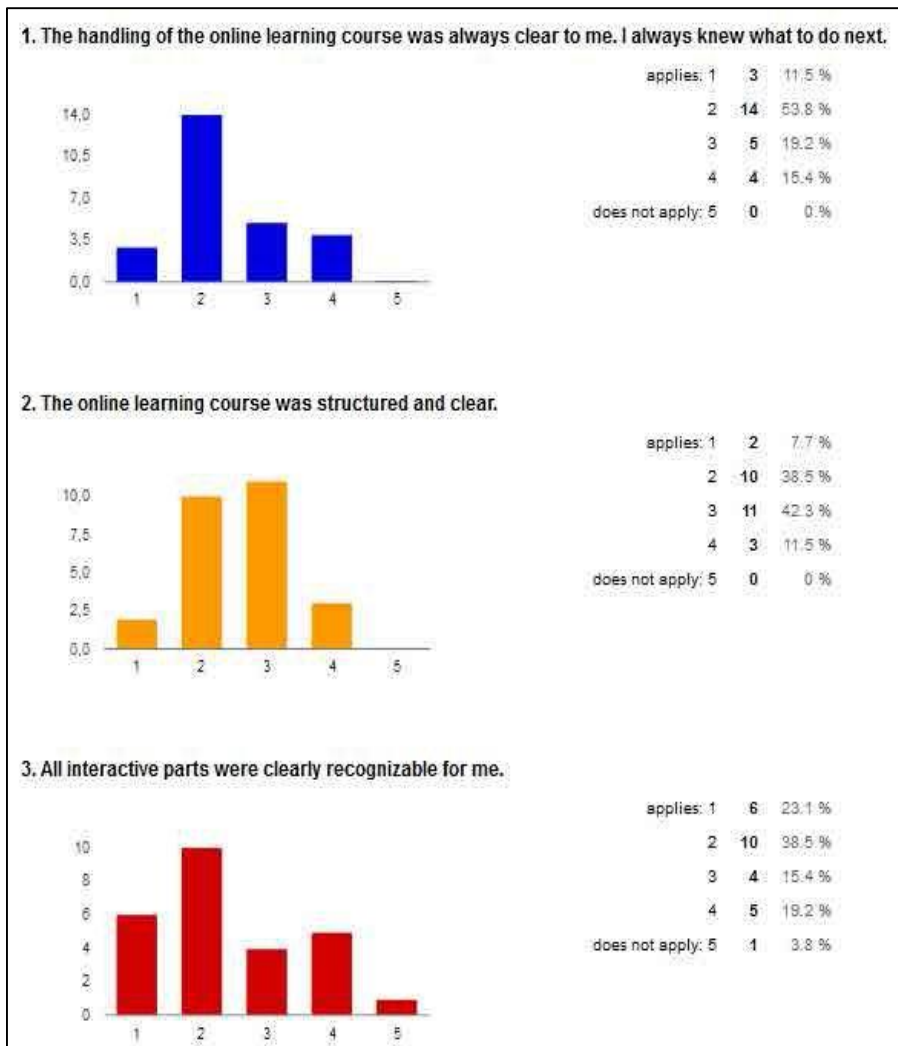 1. The handling of the online learning course was always clear to me. I always knew what to do next.
applies: 1 3 11.5 %
2 14 53.8 %
3 5 19.2 %
4 4 15.4 %
does not apply: 5 0 0 %
14,0
10,5
7,0
3,5
0,0
1 2 3 4 5
2. The online learning course was structured and clear.
applies: 1 2 7.7 %
2 10 38.5 %
3 11 42.3 %
4 3 11.5 %
does not apply: 5 0 0 %
10,0
7,5
5,0
2,5
0,0
1 2 3 4 5
3. All interactive parts were clearly recognizable for me.
applies: 1 6 23.1 %
2 10 38.5 %
3 4 15.4 %
4 5 19.2 %
does not apply: 5 1 3.8 %
10
8
6
4
2
0
1 2 3 4 5